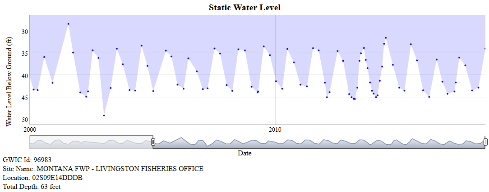 Static Water Level
Water Level Below Ground (ft)
30
35
40
45
50
2000
2010
Date
GWIC Id: 96983
Site Name: MONTANA FWP - LIVINGSTON FISHERIES OFFICE
Location: 02S09E14DDDB
Total Depth: 63 feet